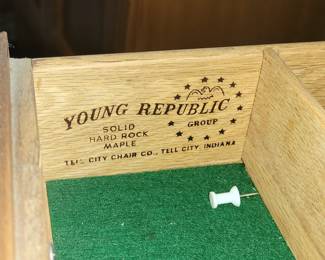 YOUNG REPUBLIC
GROUP
SOLID
HARD ROCK
MAPLE
TELL CITY CHAIR CO., TELL CITY, INDIANA